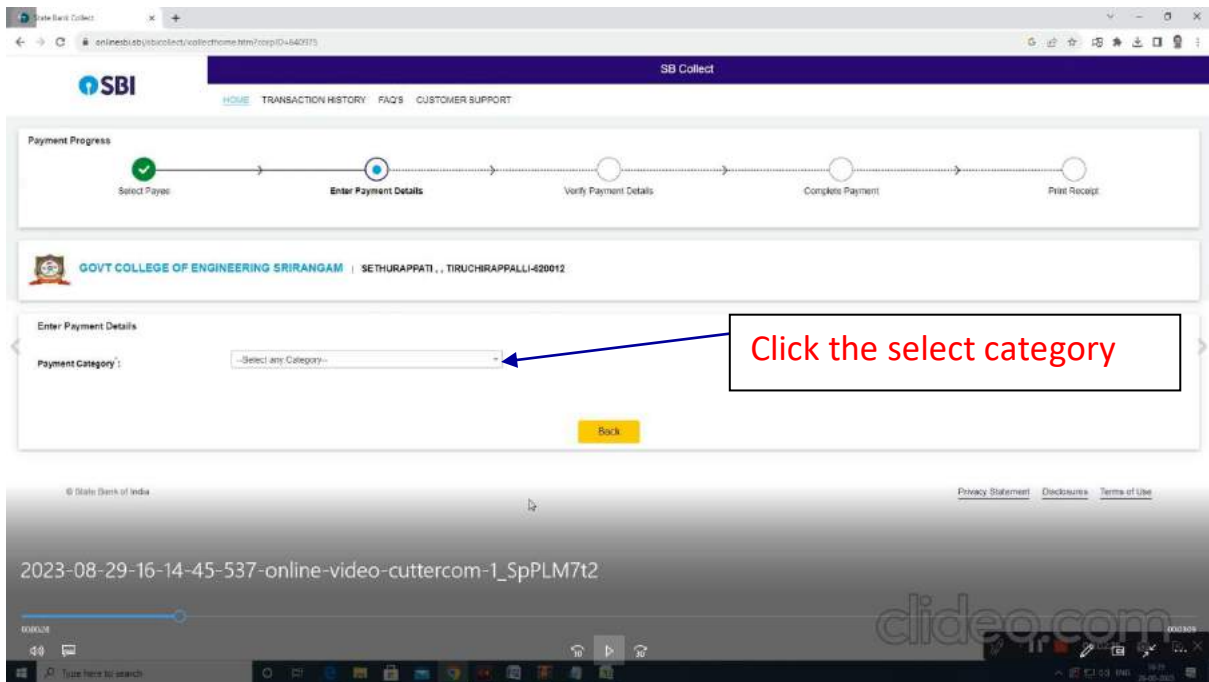 State Bank Collect
SBI
SB Collect
HOME TRANSACTION HISTORY FAQ'S CUSTOMER SUPPORT
Payment Progress
Select Payee
Enter Payment Details
Verify Payment Details
Complete Payment
Print Receipt
GOVT COLLEGE OF ENGINEERING SRIRANGAM | SETHURAPPATI , , TIRUCHIRAPPALLI-620012
Enter Payment Details
Payment Category* :
--Select any Category--
Click the select category
Back
© State Bank of India
Privacy Statement Disclosures Terms of Use
2023-08-29-16-14-45-537-online-video-cuttercom-1_SpPLM7t2
clideo.com
10
30
Type here to search